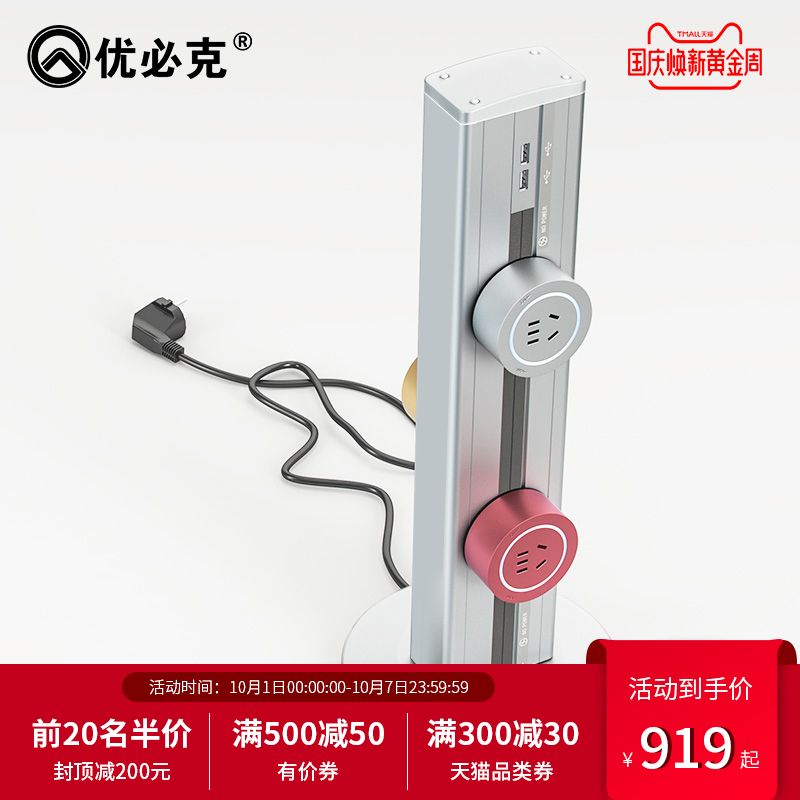 优必克®
TMALL天猫
国庆焕新黄金周
NO POWER
NO POWER
活动时间：10月1日00:00:00-10月7日23:59:59
前20名半价
封顶减200元
满500减50
有价券
满300减30
天猫品类券
活动到手价
¥919起